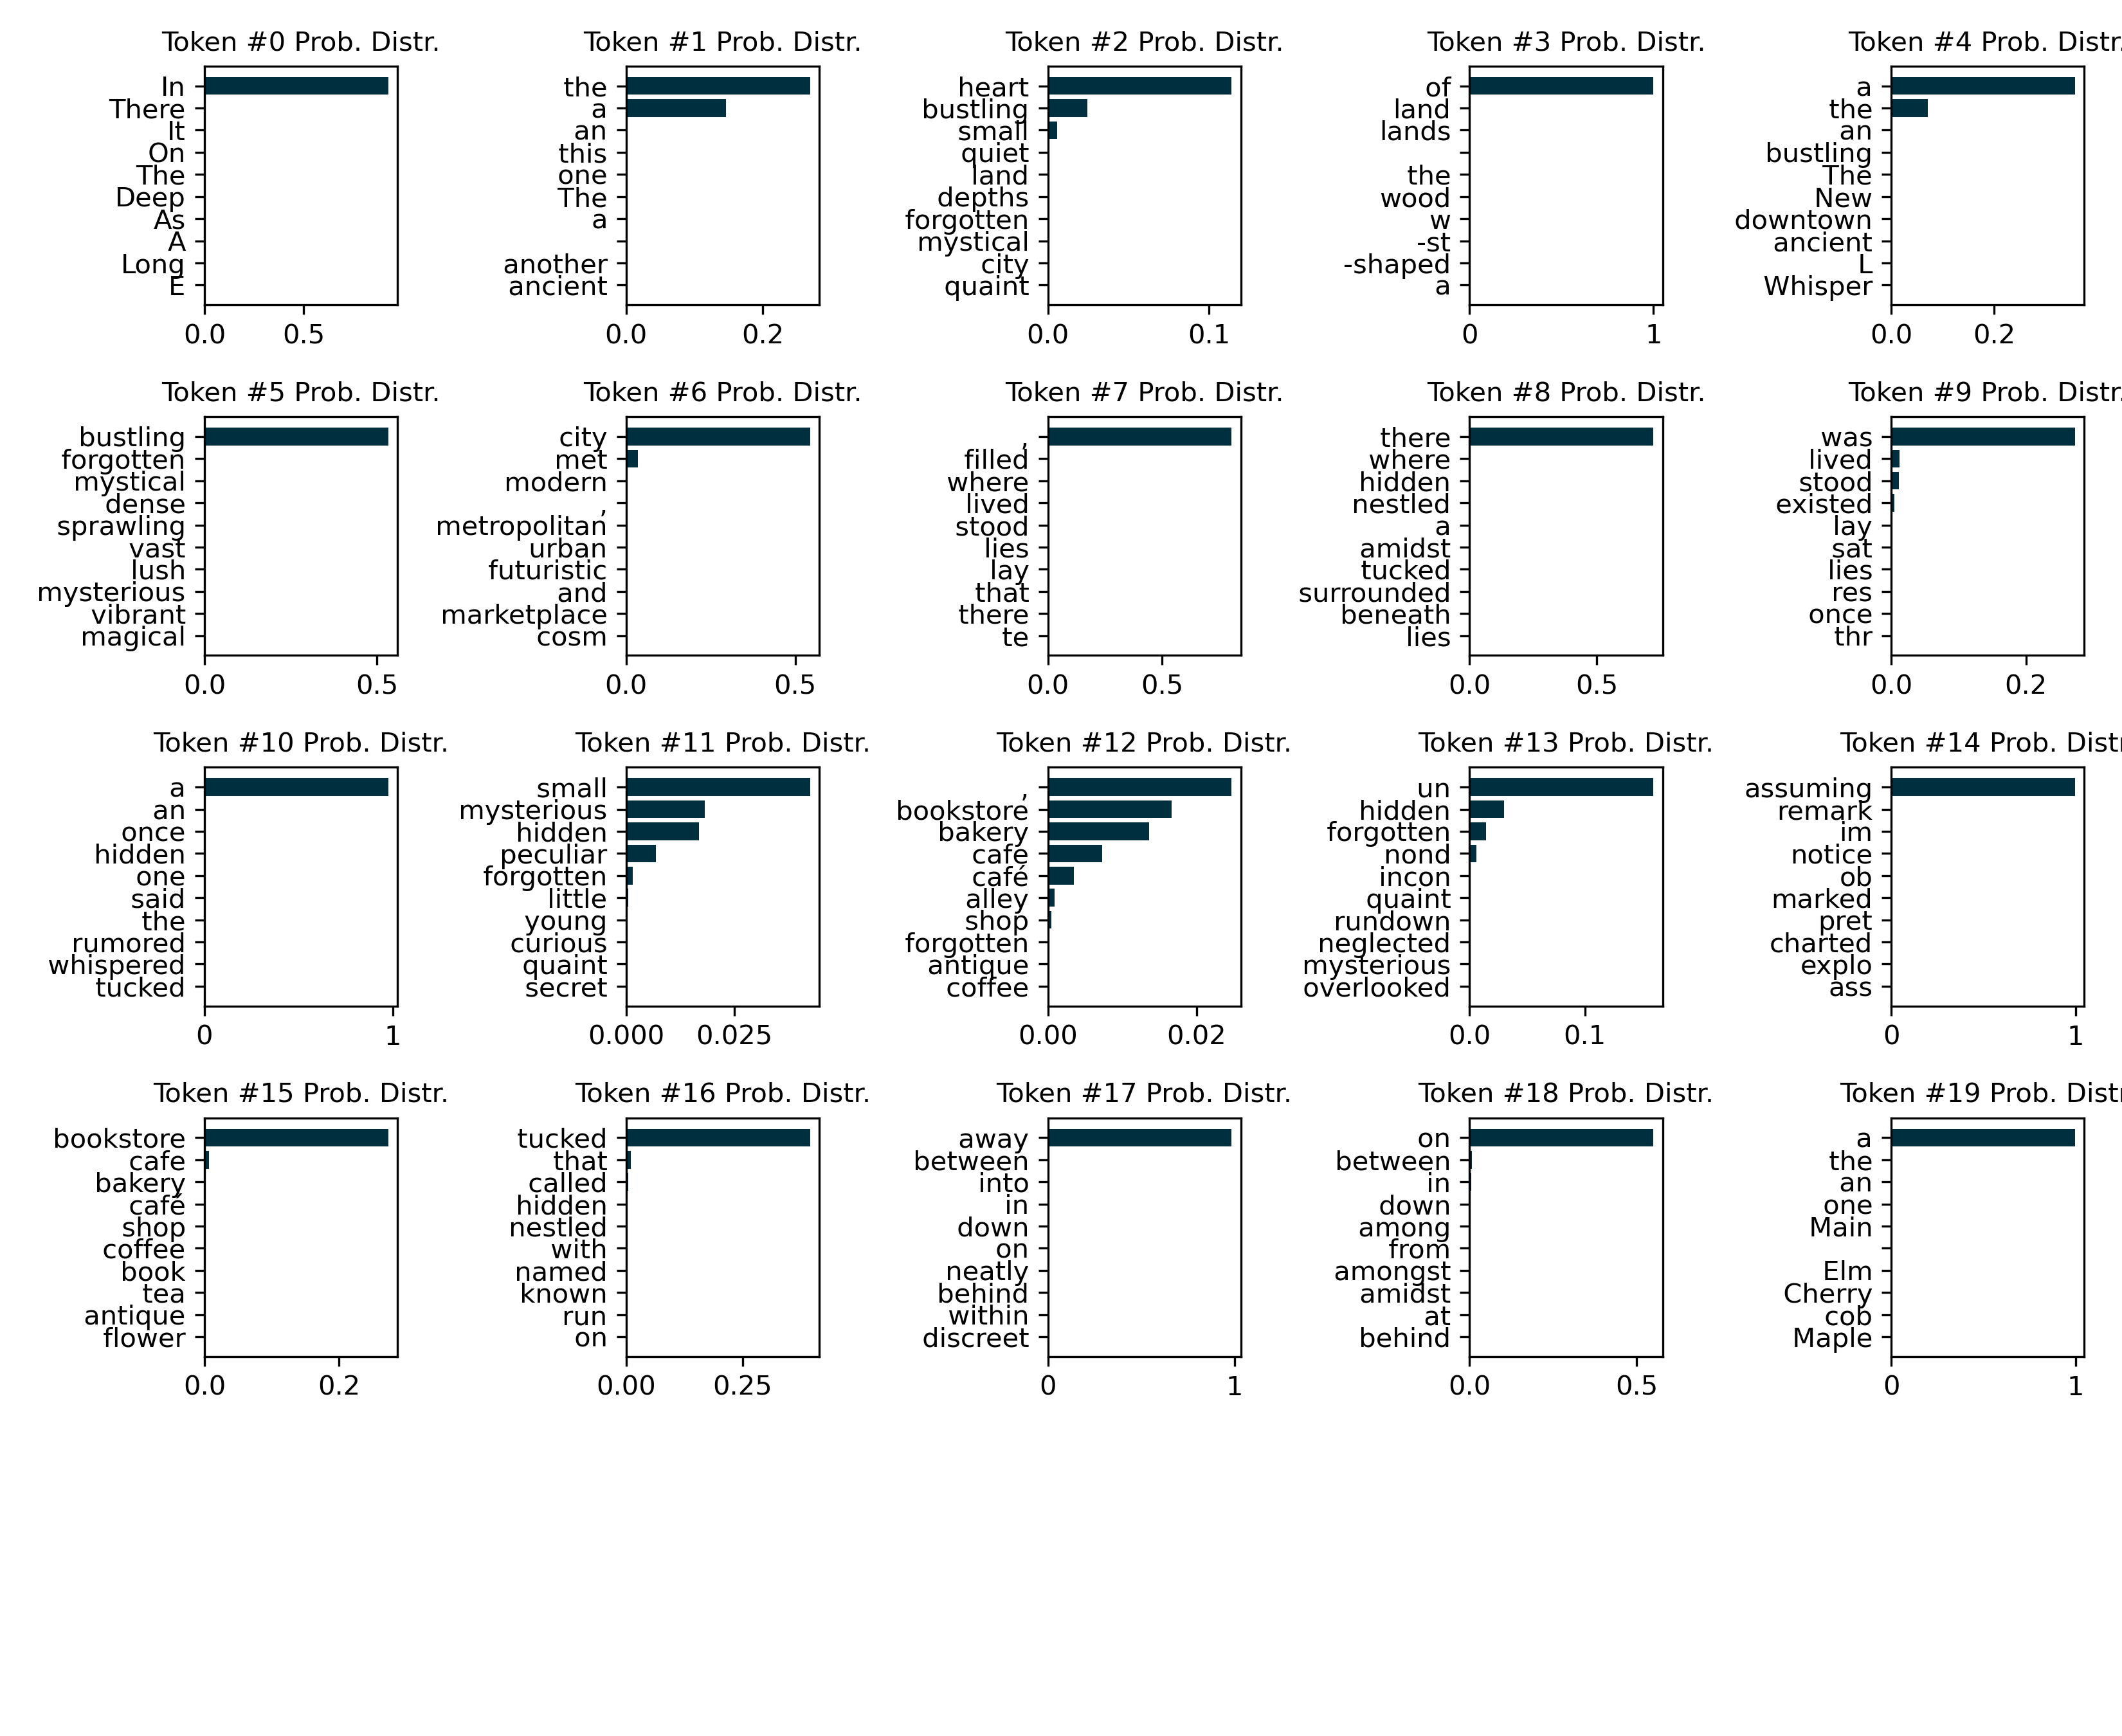 Token #0 Prob. Distr.
In
There
It
On
The
Deep
As
A
Long
E
0.0 0.5
Token #1 Prob. Distr.
the
a
an
this
one
The
a
another
ancient
0.0 0.2
Token #2 Prob. Distr.
heart
bustling
small
quiet
land
depths
forgotten
mystical
city
quaint
0.0 0.1
Token #3 Prob. Distr.
of
land
lands
the
wood
w
-st
-shaped
a
0 1
Token #4 Prob. Distr
a
the
an
bustling
The
New
downtown
ancient
L
Whisper
0.0 0.2
Token #5 Prob. Distr.
bustling
forgotten
mystical
dense
sprawling
vast
lush
mysterious
vibrant
magical
0.0 0.5
Token #6 Prob. Distr.
city
met
modern
,
metropolitan
urban
futuristic
and
marketplace
cosm
0.0 0.5
Token #7 Prob. Distr.
,
filled
where
lived
stood
lies
lay
that
there
te
0.0 0.5
Token #8 Prob. Distr.
there
where
hidden
nestled
a
amidst
tucked
surrounded
beneath
lies
0.0 0.5
Token #9 Prob. Distr
was
lived
stood
existed
lay
sat
lies
res
once
thr
0.0 0.2
Token #10 Prob. Distr.
a
an
once
hidden
one
said
the
rumored
whispered
tucked
0 1
Token #11 Prob. Distr.
small
mysterious
hidden
peculiar
forgotten
little
young
curious
quaint
secret
0.000 0.025
Token #12 Prob. Distr.
,
bookstore
bakery
cafe
café
alley
shop
forgotten
antique
coffee
0.00 0.02
Token #13 Prob. Distr.
un
hidden
forgotten
nond
incon
quaint
rundown
neglected
mysterious
overlooked
0.0 0.1
Token #14 Prob. Distr
assuming
remark
im
notice
ob
marked
pret
charted
explo
ass
0 1
Token #15 Prob. Distr.
bookstore
cafe
bakery
café
shop
coffee
book
tea
antique
flower
0.0 0.2
Token #16 Prob. Distr.
tucked
that
called
hidden
nestled
with
named
known
run
on
0.00 0.25
Token #17 Prob. Distr.
away
between
into
in
down
on
neatly
behind
within
discreet
0 1
Token #18 Prob. Distr.
on
between
in
down
among
from
amongst
amidst
at
behind
0.0 0.5
Token #19 Prob. Distr
a
the
an
one
Main
Elm
Cherry
cob
Maple
0 1